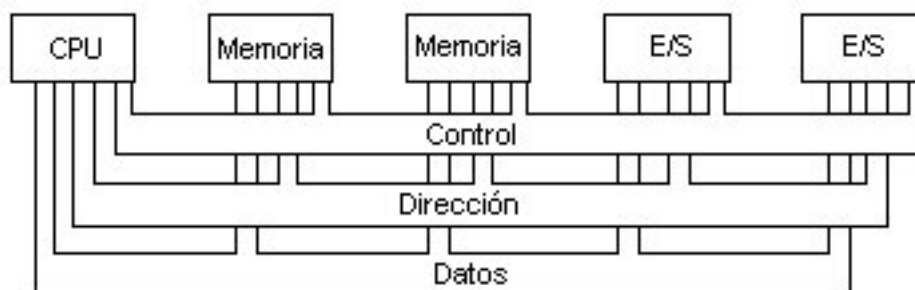 CPU
Memoria
Memoria
E/S
E/S
Control
Dirección
Datos